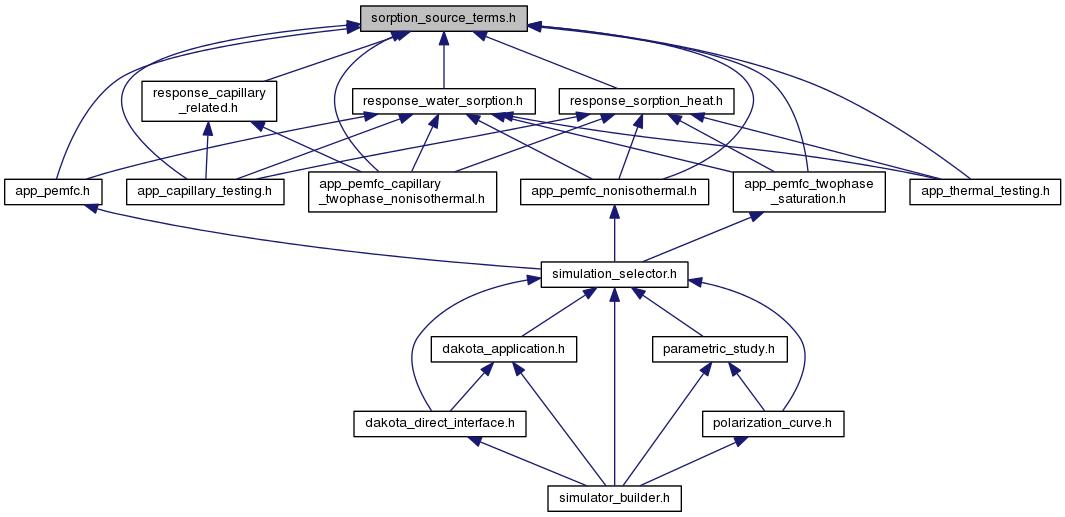 sorption_source_terms.h
response_capillary
_related.h
response_water_sorption.h
response_sorption_heat.h
app_pemfc.h
app_capillary_testing.h
app_pemfc_capillary
_twophase_nonisothermal.h
app_pemfc_nonisothermal.h
app_pemfc_twophase
_saturation.h
app_thermal_testing.h
simulation_selector.h
dakota_application.h
parametric_study.h
dakota_direct_interface.h
polarization_curve.h
simulator_builder.h